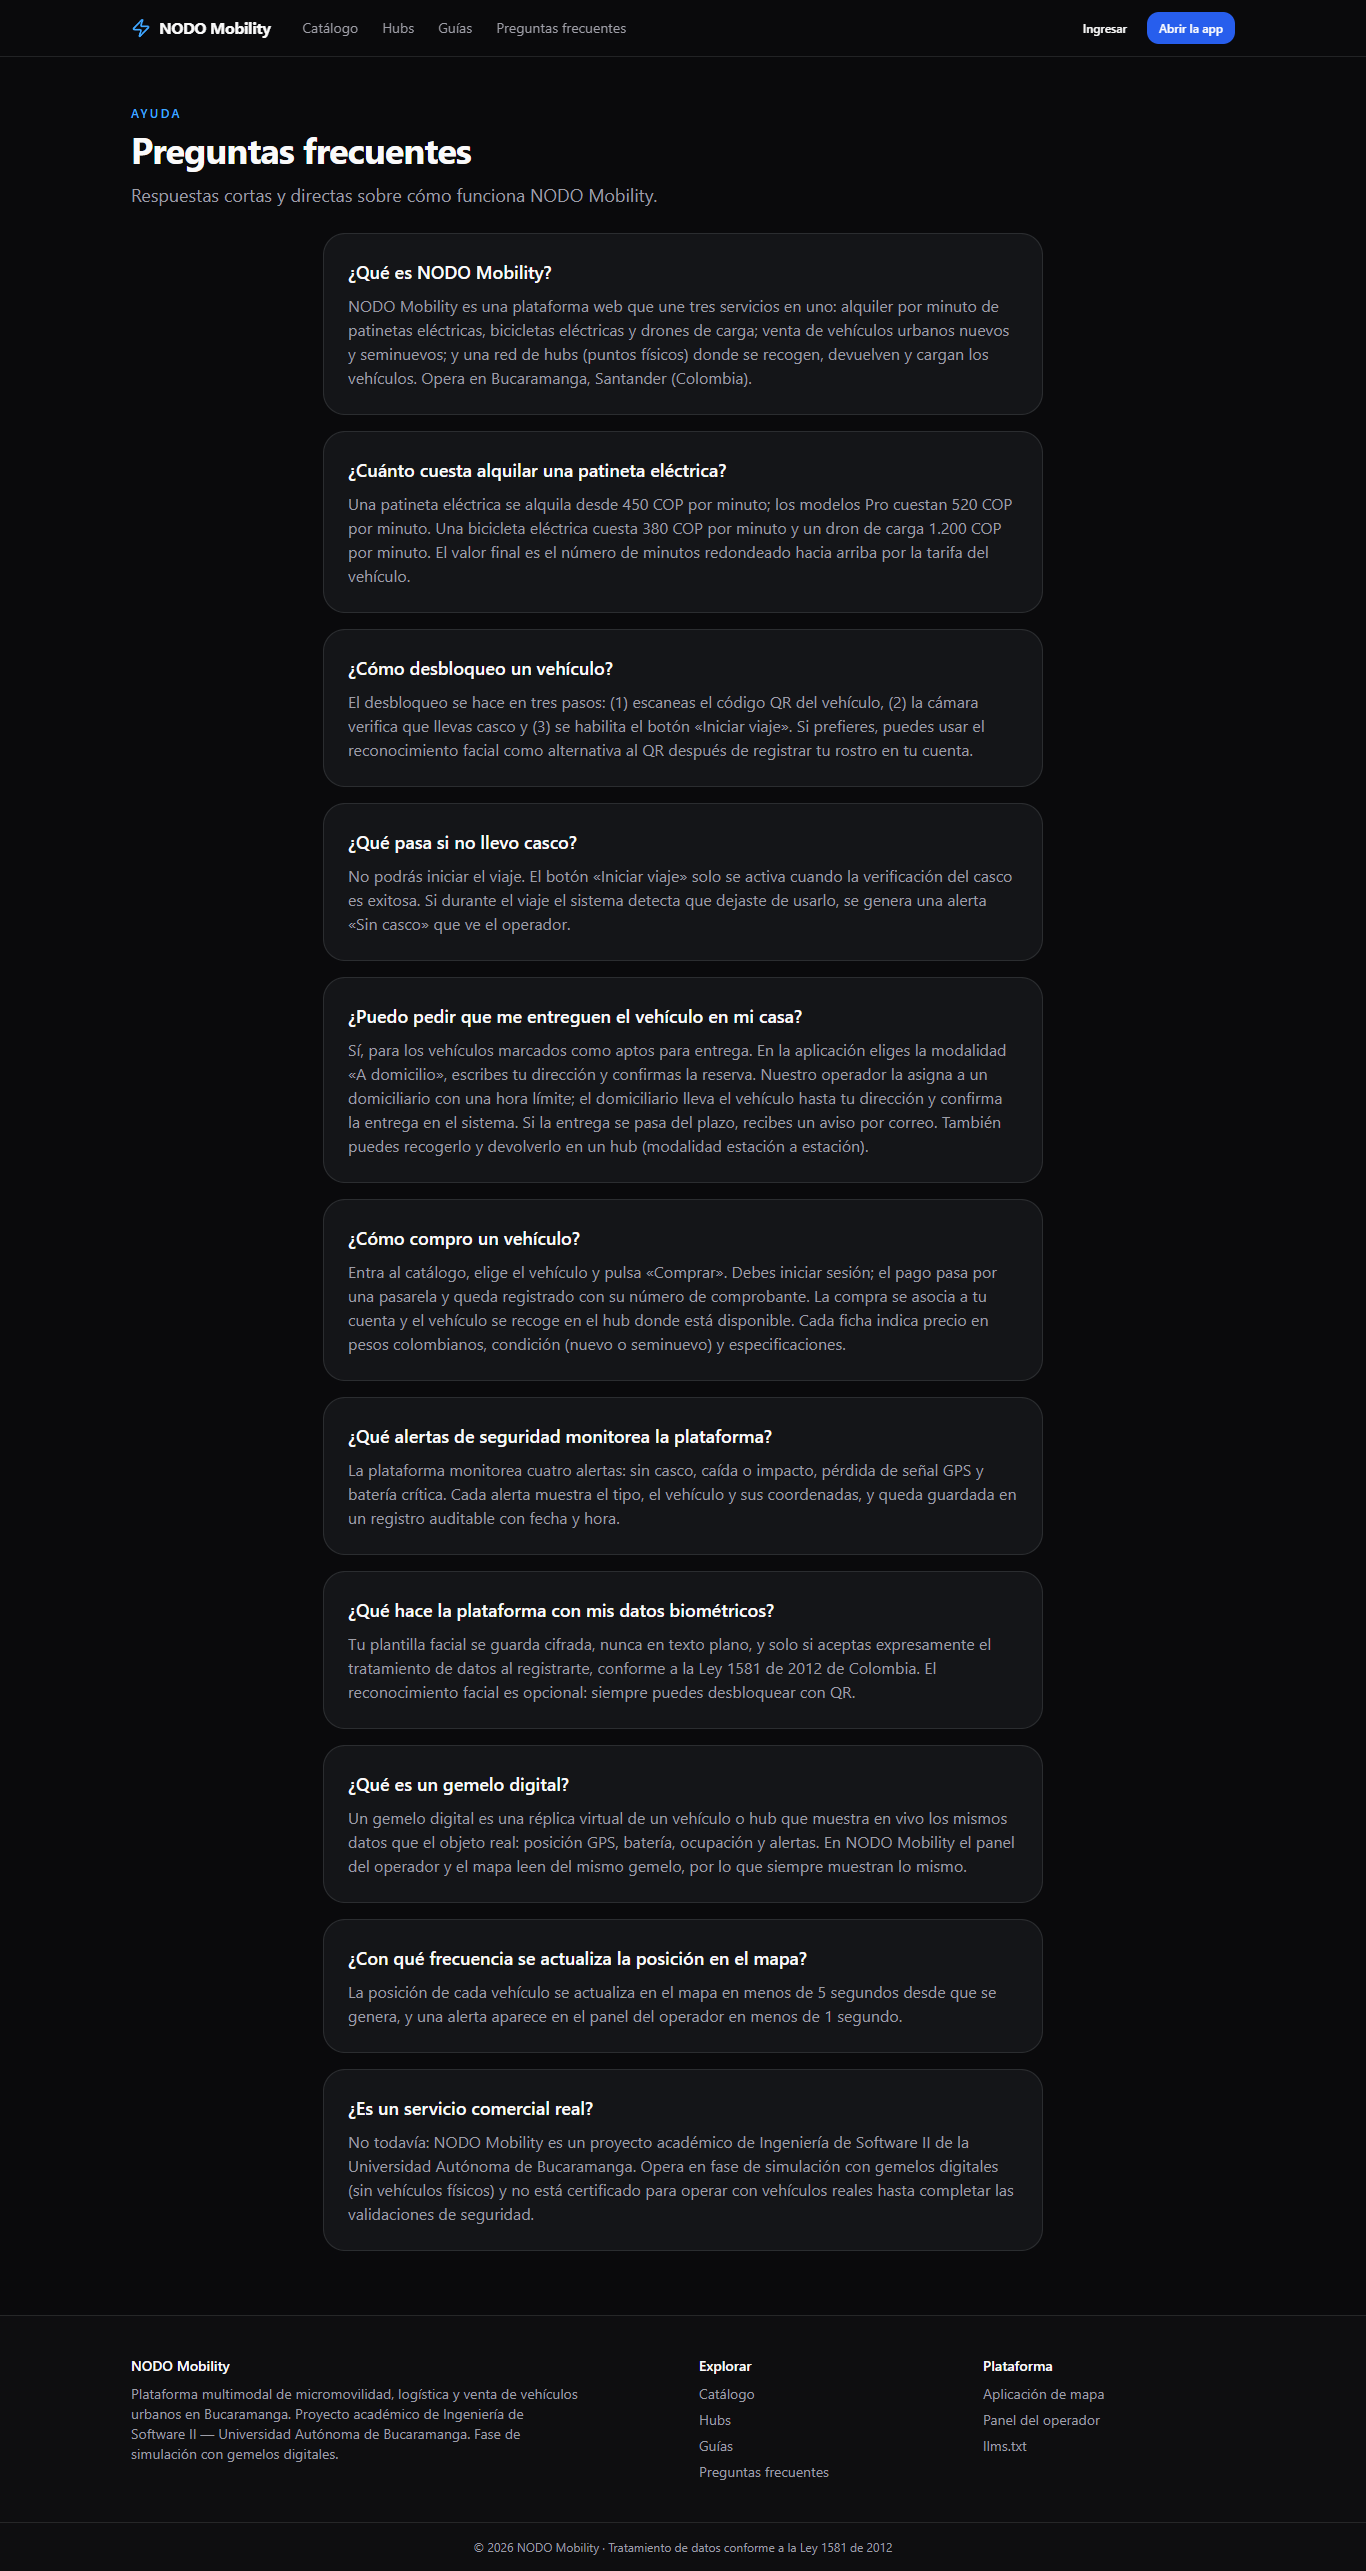 NODO Mobility
Catálogo
Hubs
Guías
Preguntas frecuentes
Ingresar
Abrir la app
AYUDA
Preguntas frecuentes
Respuestas cortas y directas sobre cómo funciona NODO Mobility.
¿Qué es NODO Mobility?
NODO Mobility es una plataforma web que une tres servicios en uno: alquiler por minuto de
patinetas eléctricas, bicicletas eléctricas y drones de carga; venta de vehículos urbanos nuevos
y seminuevos; y una red de hubs (puntos físicos) donde se recogen, devuelven y cargan los
vehículos. Opera en Bucaramanga, Santander (Colombia).
¿Cuánto cuesta alquilar una patineta eléctrica?
Una patineta eléctrica se alquila desde 450 COP por minuto; los modelos Pro cuestan 520 COP
por minuto. Una bicicleta eléctrica cuesta 380 COP por minuto y un dron de carga 1.200 COP
por minuto. El valor final es el número de minutos redondeado hacia arriba por la tarifa del
vehículo.
¿Cómo desbloqueo un vehículo?
El desbloqueo se hace en tres pasos: (1) escaneas el código QR del vehículo, (2) la cámara
verifica que llevas casco y (3) se habilita el botón «Iniciar viaje». Si prefieres, puedes usar el
reconocimiento facial como alternativa al QR después de registrar tu rostro en tu cuenta.
¿Qué pasa si no llevo casco?
No podrás iniciar el viaje. El botón «Iniciar viaje» solo se activa cuando la verificación del casco
es exitosa. Si durante el viaje el sistema detecta que dejaste de usarlo, se genera una alerta
«Sin casco» que ve el operador.
¿Puedo pedir que me entreguen el vehículo en mi casa?
Sí, para los vehículos marcados como aptos para entrega. En la aplicación eliges la modalidad
«A domicilio», escribes tu dirección y confirmas la reserva. Nuestro operador la asigna a un
domiciliario con una hora límite; el domiciliario lleva el vehículo hasta tu dirección y confirma
la entrega en el sistema. Si la entrega se pasa del plazo, recibes un aviso por correo. También
puedes recogerlo y devolverlo en un hub (modalidad estación a estación).
¿Cómo compro un vehículo?
Entra al catálogo, elige el vehículo y pulsa «Comprar». Debes iniciar sesión; el pago pasa por
una pasarela y queda registrado con su número de comprobante. La compra se asocia a tu
cuenta y el vehículo se recoge en el hub donde está disponible. Cada ficha indica precio en
pesos colombianos, condición (nuevo o seminuevo) y especificaciones.
¿Qué alertas de seguridad monitorea la plataforma?
La plataforma monitorea cuatro alertas: sin casco, caída o impacto, pérdida de señal GPS y
batería crítica. Cada alerta muestra el tipo, el vehículo y sus coordenadas, y queda guardada en
un registro auditable con fecha y hora.
¿Qué hace la plataforma con mis datos biométricos?
Tu plantilla facial se guarda cifrada, nunca en texto plano, y solo si aceptas expresamente el
tratamiento de datos al registrarte, conforme a la Ley 1581 de 2012 de Colombia. El
reconocimiento facial es opcional: siempre puedes desbloquear con QR.
¿Qué es un gemelo digital?
Un gemelo digital es una réplica virtual de un vehículo o hub que muestra en vivo los mismos
datos que el objeto real: posición GPS, batería, ocupación y alertas. En NODO Mobility el panel
del operador y el mapa leen del mismo gemelo, por lo que siempre muestran lo mismo.
¿Con qué frecuencia se actualiza la posición en el mapa?
La posición de cada vehículo se actualiza en el mapa en menos de 5 segundos desde que se
genera, y una alerta aparece en el panel del operador en menos de 1 segundo.
¿Es un servicio comercial real?
No todavía: NODO Mobility es un proyecto académico de Ingeniería de Software II de la
Universidad Autónoma de Bucaramanga. Opera en fase de simulación con gemelos digitales
(sin vehículos físicos) y no está certificado para operar con vehículos reales hasta completar las
validaciones de seguridad.
NODO Mobility
Plataforma multimodal de micromovilidad, logística y venta de vehículos
urbanos en Bucaramanga. Proyecto académico de Ingeniería de
Software II — Universidad Autónoma de Bucaramanga. Fase de
simulación con gemelos digitales.
Explorar
Catálogo
Hubs
Guías
Preguntas frecuentes
Plataforma
Aplicación de mapa
Panel del operador
llms.txt
© 2026 NODO Mobility · Tratamiento de datos conforme a la Ley 1581 de 2012